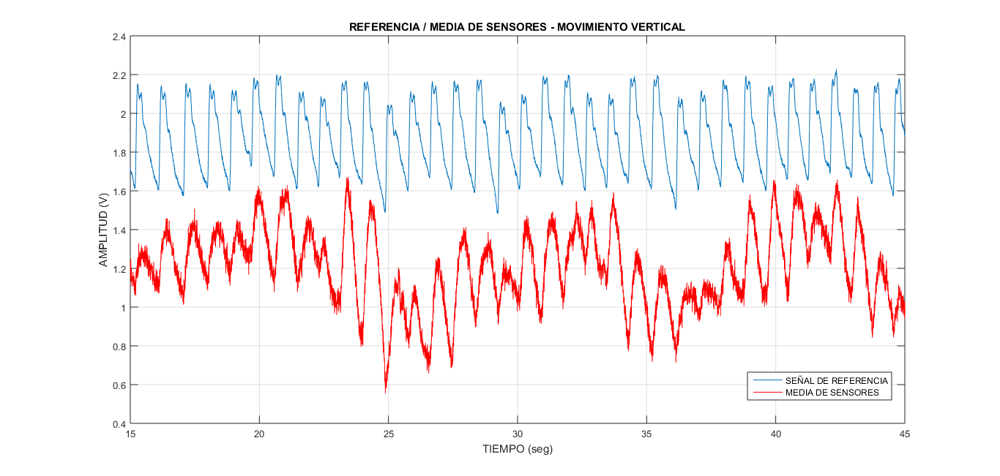 REFERENCIA / MEDIA DE SENSORES - MOVIMIENTO VERTICAL
AMPLITUD (V)
2.4
2.2
2
1.8
1.6
1.4
1.2
1
0.8
0.6
0.4
SEÑAL DE REFERENCIA
MEDIA DE SENSORES
15 20 25 30 35 40 45
TIEMPO (seg)